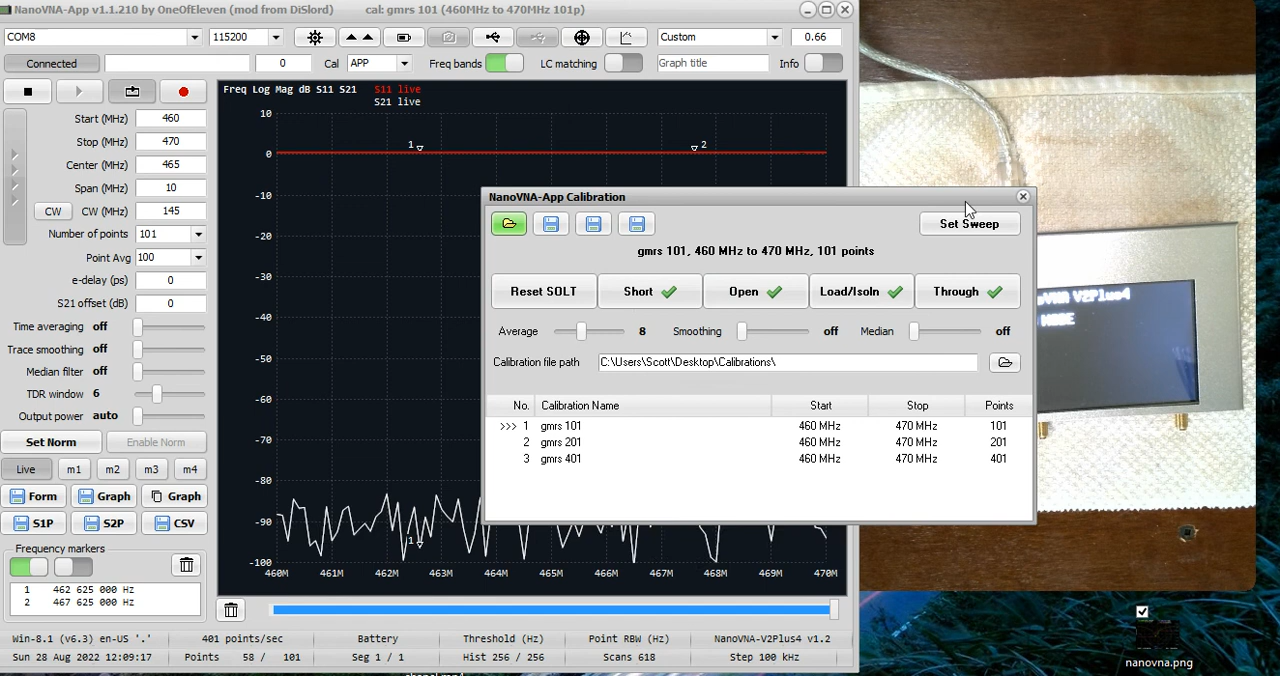 NanoVNA-App v1.1.210 by OneOfEleven (mod from DiSlord) cal: gmrs 101 (460MHz to 470MHz 101p)
COM8 115200 Custom 0.66
Connected 0 Cal APP Freq bands LC matching Graph title Info
Start (MHz) 460
Stop (MHz) 470
Center (MHz) 465
Span (MHz) 10
CW CW (MHz) 145
Number of points 101
Point Avg 100
e-delay (ps) 0
S21 offset (dB) 0
Time averaging off
Trace smoothing off
Median filter off
TDR window 6
Output power auto
Set Norm Enable Norm
Live m1 m2 m3 m4
Form Graph Graph
S1P S2P CSV
Frequency markers
1 462 625 000 Hz
2 467 625 000 Hz
Freq Log Mag dB S11 S21 S11 live
S21 live
10
0
-10
-20
-30
-40
-50
-60
-70
-80
-90
-100
1 2
1
460M 461M 462M 463M 464M 465M 466M 467M 468M 469M 470M
NanoVNA-App Calibration
Set Sweep
gmrs 101, 460 MHz to 470 MHz, 101 points
Reset SOLT Short Open Load/Isoln Through
Average 8 Smoothing off Median off
Calibration file path C:\Users\Scott\Desktop\Calibrations\
No. Calibration Name Start Stop Points
>>> 1 gmrs 101 460 MHz 470 MHz 101
2 gmrs 201 460 MHz 470 MHz 201
3 gmrs 401 460 MHz 470 MHz 401
V2Plus4
MODE
Win-8.1 (v6.3) en-US '.' 401 points/sec Battery Threshold (Hz) Point RBW (Hz) NanoVNA-V2Plus4 v1.2
Sun 28 Aug 2022 12:09:17 Points 58 / 101 Seg 1 / 1 Hist 256 / 256 Scans 618 Step 100 kHz
nanovna.png